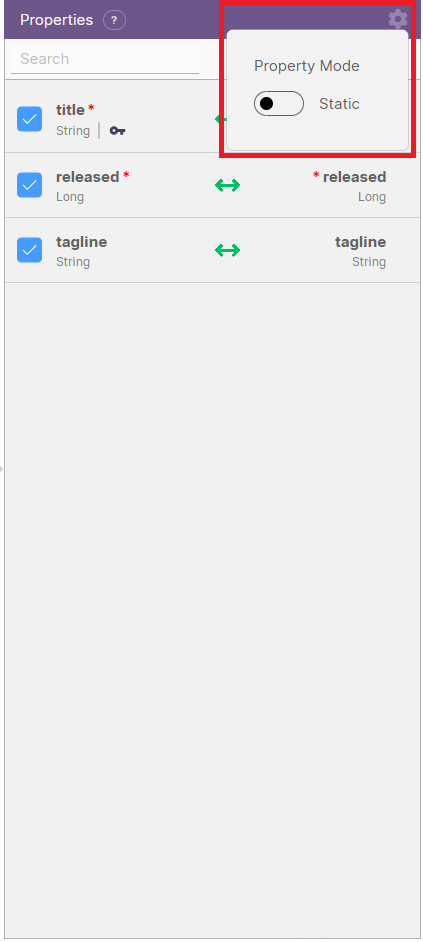 Properties ?
Search
Property Mode
Static
title *
String
released *
Long
* released
Long
tagline
String
tagline
String